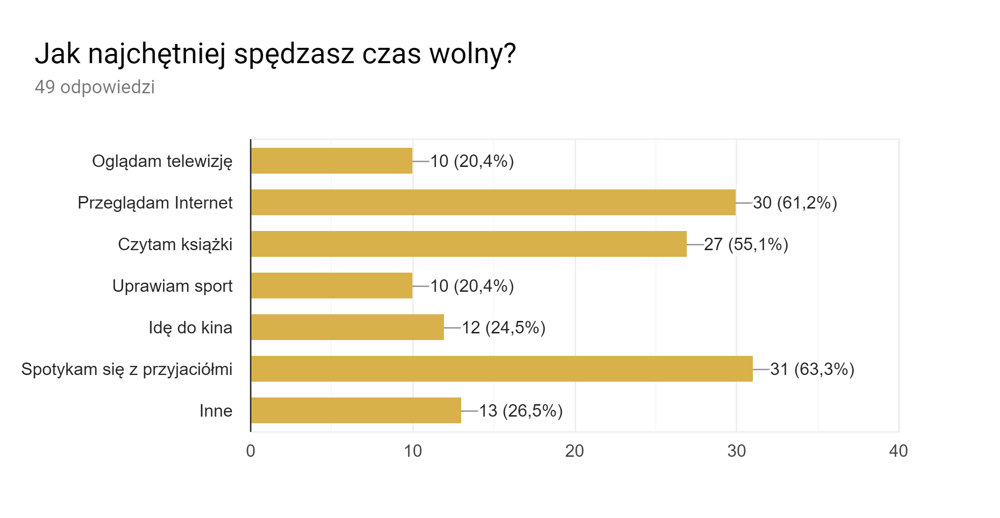 Jak najchętniej spędzasz czas wolny?
49 odpowiedzi
Oglądam telewizję 10 (20,4%)
Przeglądam Internet 30 (61,2%)
Czytam książki 27 (55,1%)
Uprawiam sport 10 (20,4%)
Idę do kina 12 (24,5%)
Spotykam się z przyjaciółmi 31 (63,3%)
Inne 13 (26,5%)
0 10 20 30 40